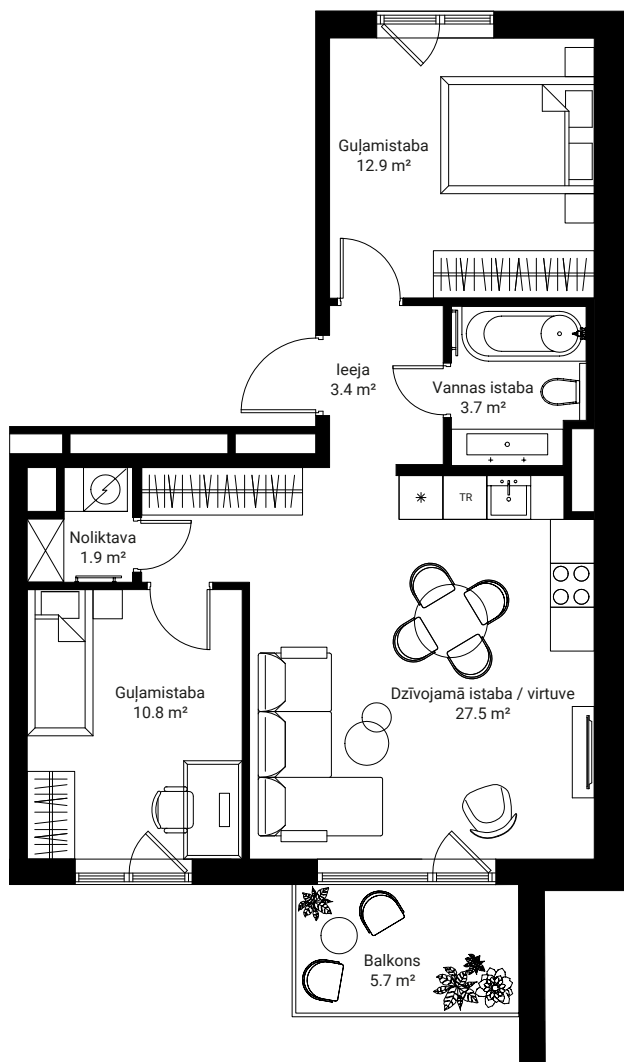 Guļamistaba
12.9 m²
Ieeja
3.4 m²
Vannas istaba
3.7 m²
TR
Noliktava
1.9 m²
Guļamistaba
10.8 m²
Dzīvojamā istaba / virtuve
27.5 m²
Balkons
5.7 m²